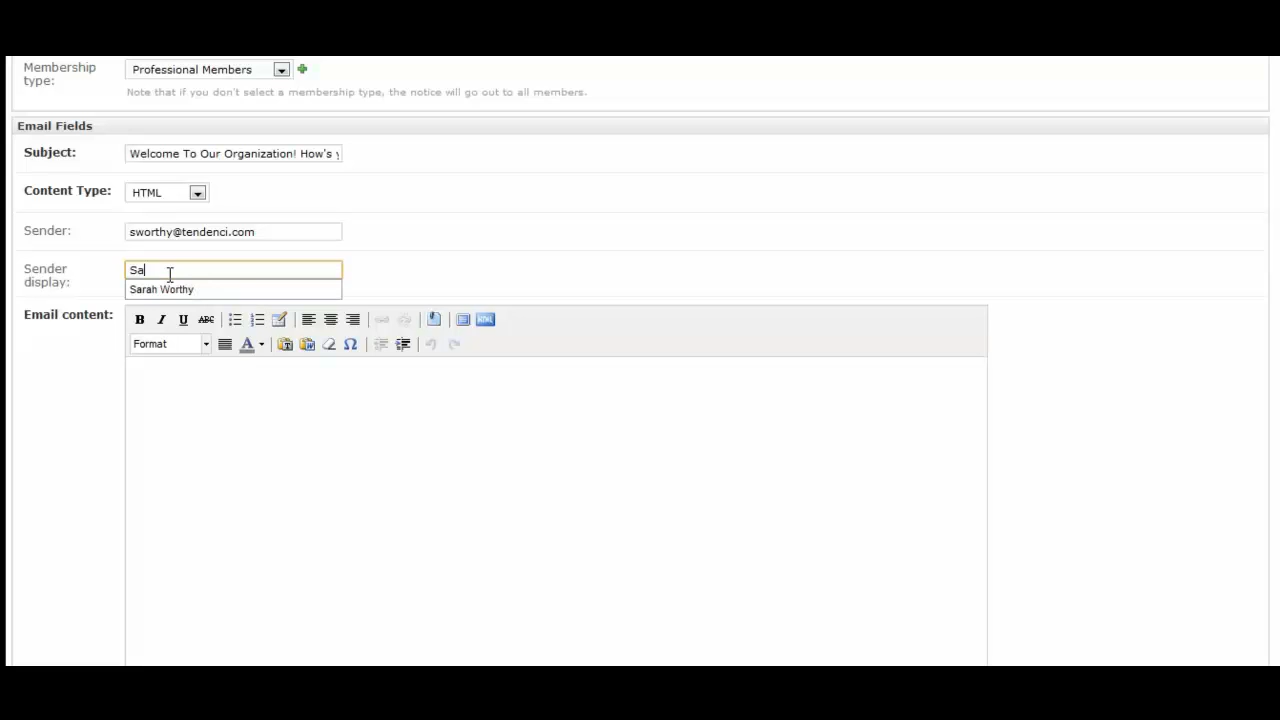 Membership
type:
Professional Members
Note that if you don't select a membership type, the notice will go out to all members.
Email Fields
Subject:
Welcome To Our Organization! How's
Content Type:
HTML
Sender:
sworthy@tendenci.com
Sender
display:
Sa
Sarah Worthy
Email content:
B I U ABC
HTML
Format
A